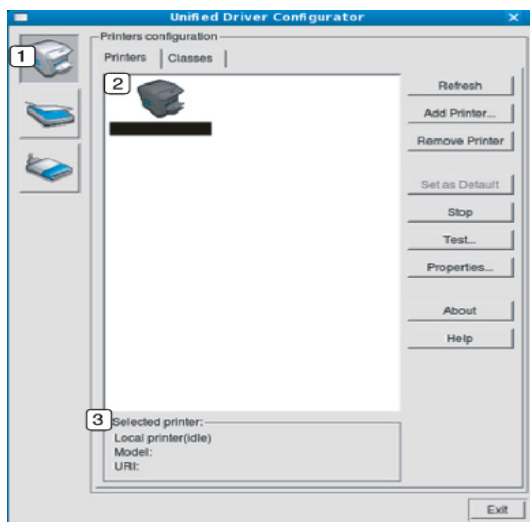 Unified Driver Configurator
1
Printers configuration
Printers
Classes
2
Refresh
Add Printer...
Remove Printer
Set as Default
Stop
Test...
Properties...
About
Help
3
Selected printer:
Local printer(idle)
Model:
URI:
Exit